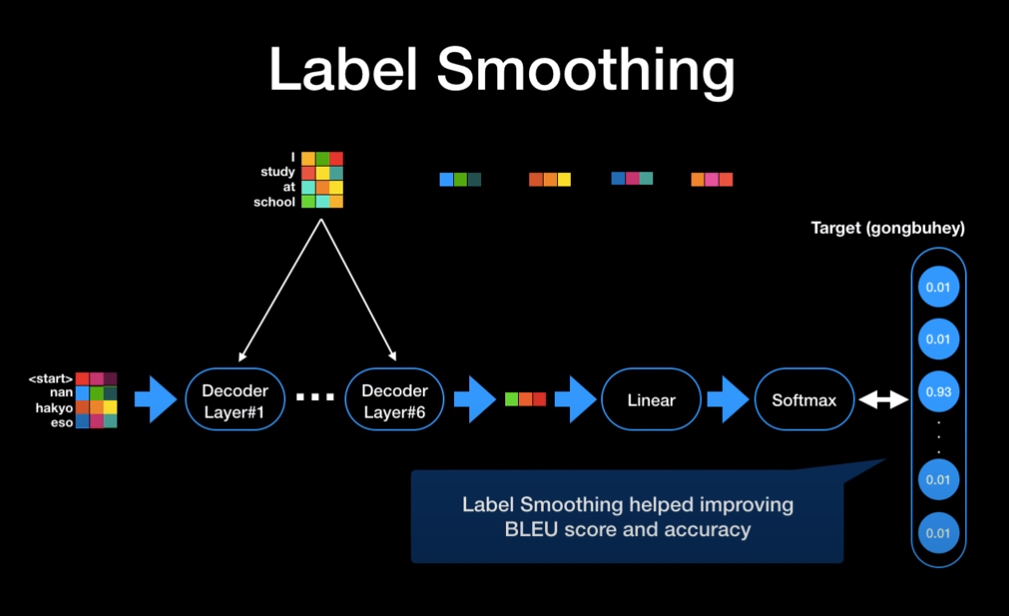 Label Smoothing
I
study
at
school
Target (gongbuhey)
0.01
0.01
0.93
0.01
0.01
<start>
nan
hakyo
eso
Decoder
Layer#1
Decoder
Layer#6
Linear
Softmax
Label Smoothing helped improving
BLEU score and accuracy